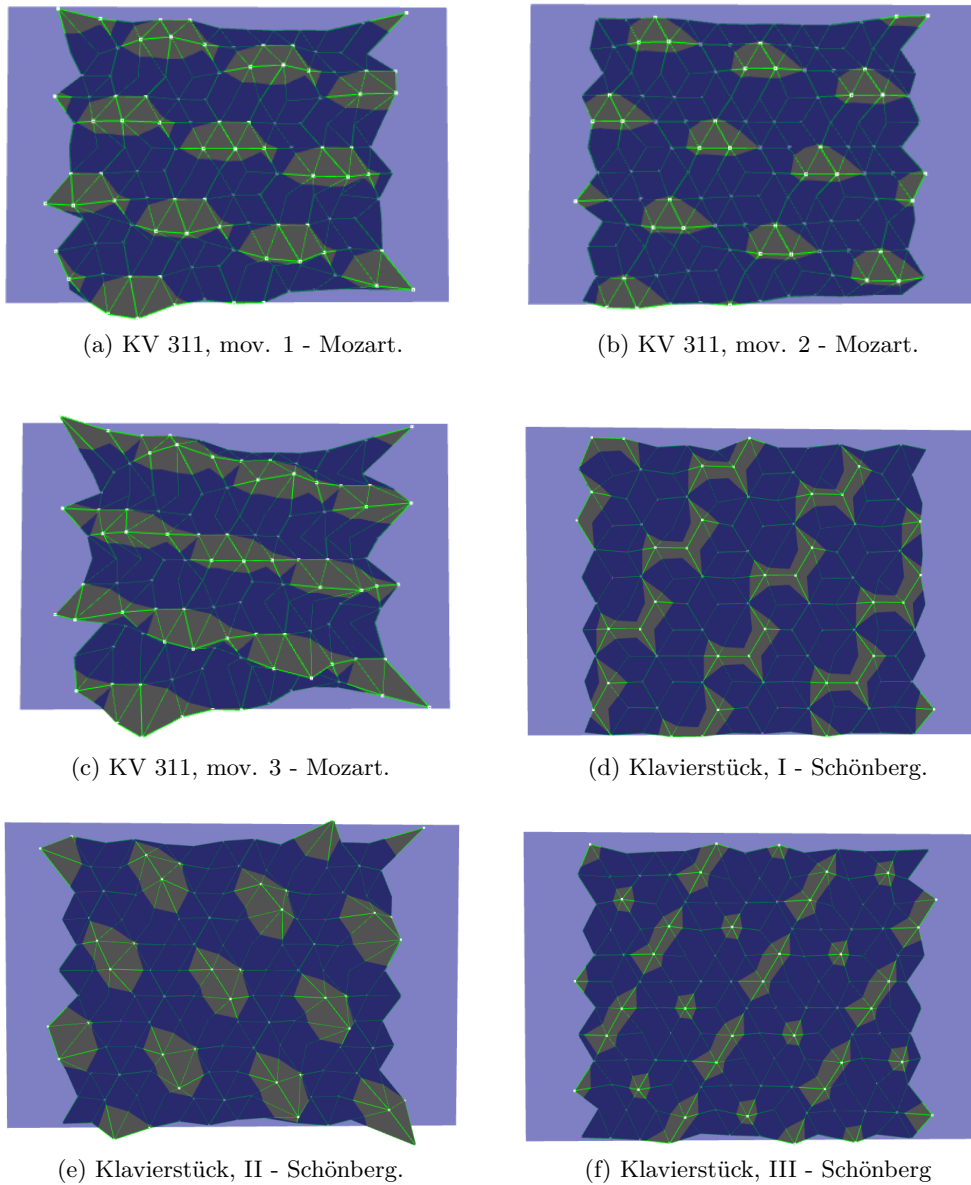 (a) KV 311, mov. 1 - Mozart.
(b) KV 311, mov. 2 - Mozart.
(c) KV 311, mov. 3 - Mozart.
(d) Klavierstück, I - Schönberg.
(e) Klavierstück, II - Schönberg.
(f) Klavierstück, III - Schönberg